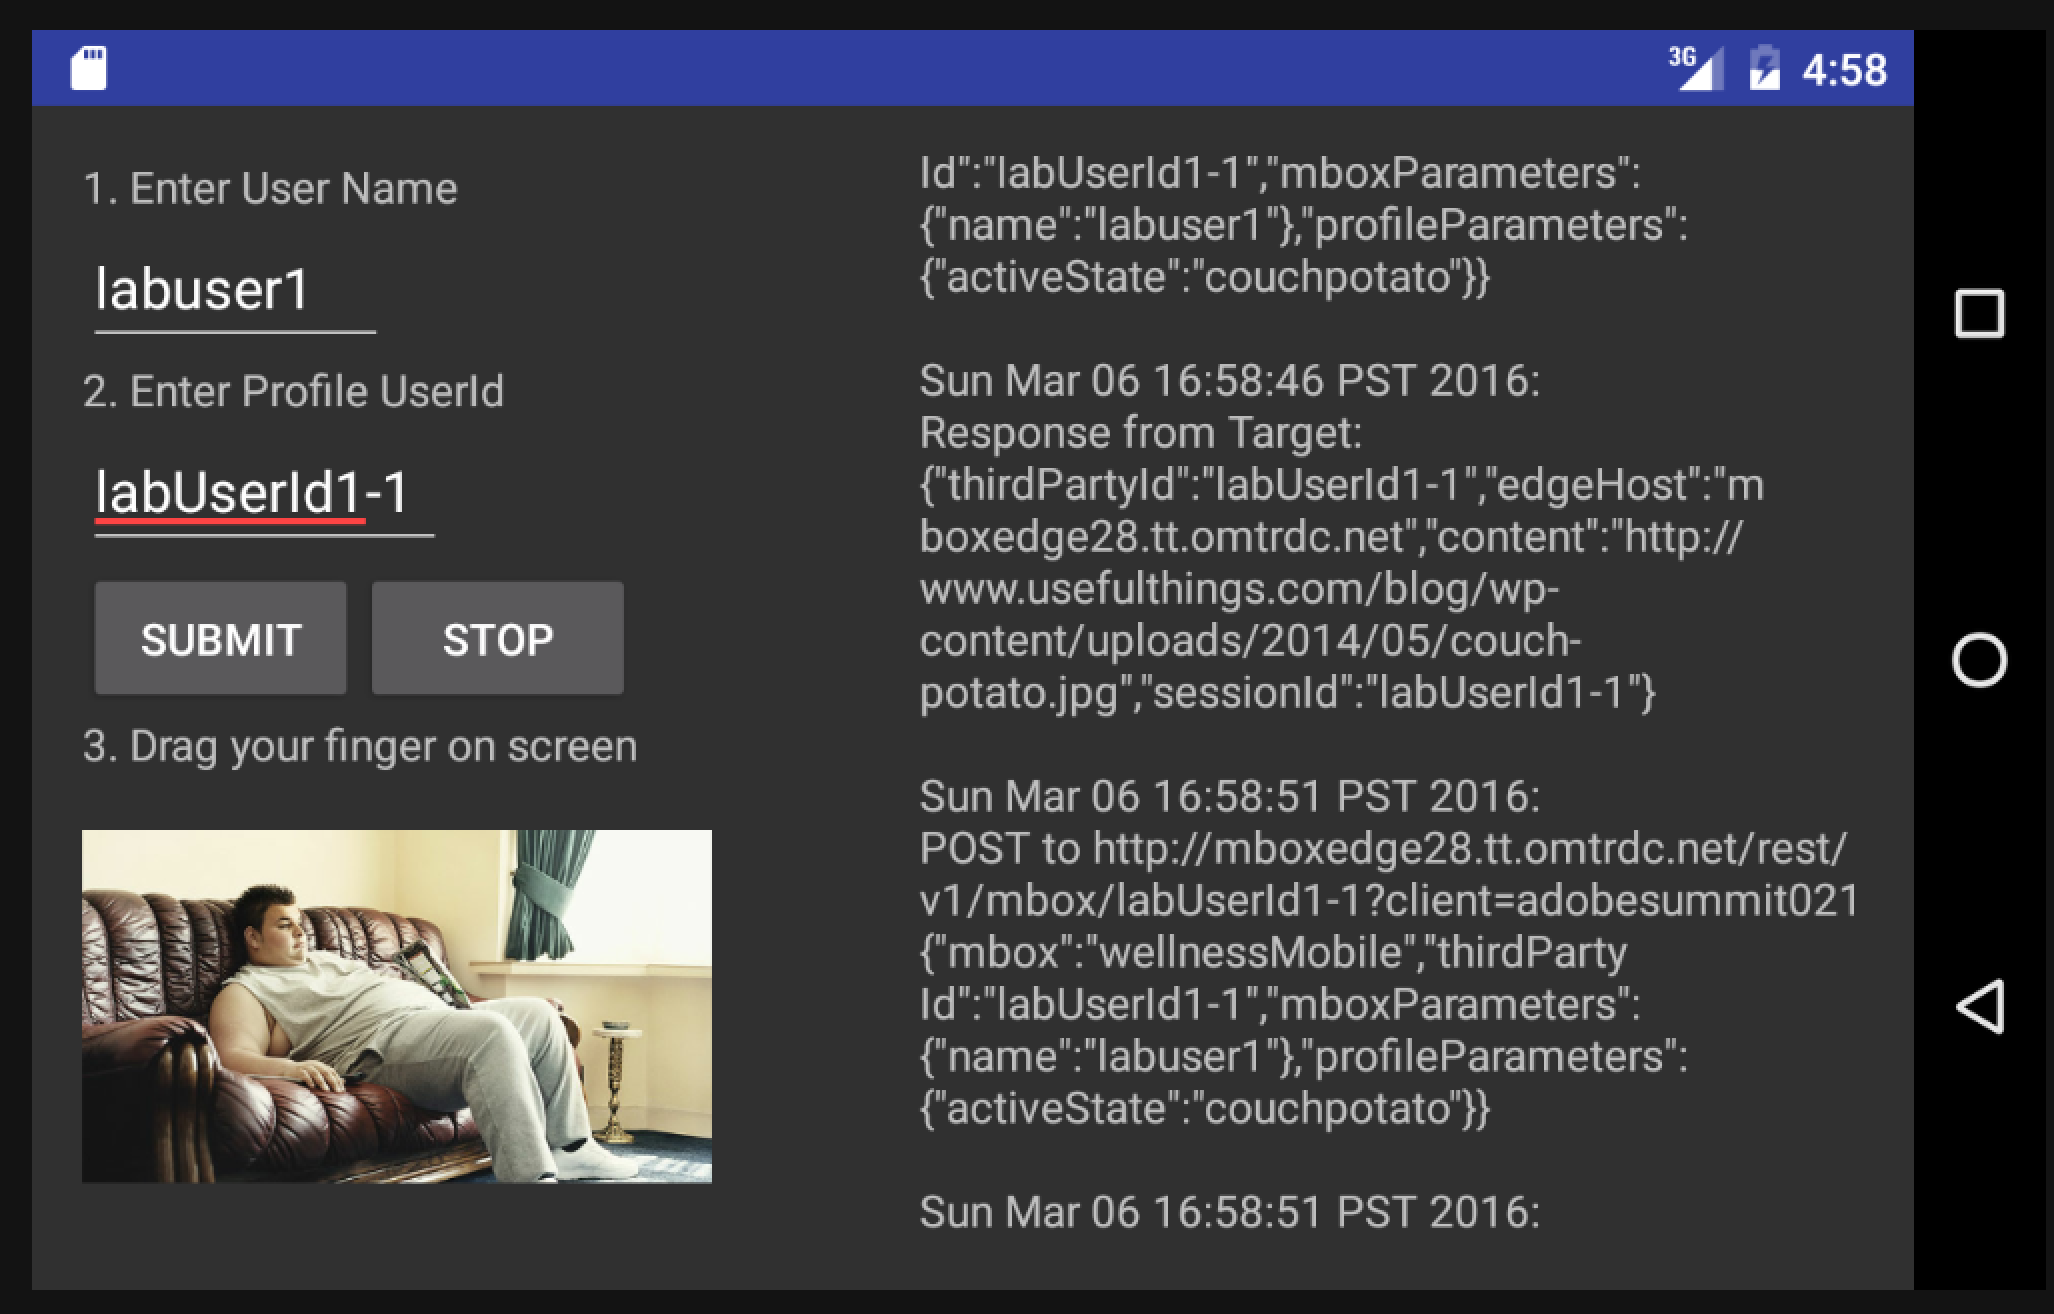 3G 4:58
1. Enter User Name
labuser1
2. Enter Profile UserId
labUserId1-1
SUBMIT STOP
3. Drag your finger on screen
Id":"labUserId1-1","mboxParameters":
{"name":"labuser1"},"profileParameters":
{"activeState":"couchpotato"}}
Sun Mar 06 16:58:46 PST 2016:
Response from Target:
{"thirdPartyId":"labUserId1-1","edgeHost":"m
boxedge28.tt.omtrdc.net","content":"http://
www.usefulthings.com/blog/wp-
content/uploads/2014/05/couch-
potato.jpg","sessionId":"labUserId1-1"}
Sun Mar 06 16:58:51 PST 2016:
POST to http://mboxedge28.tt.omtrdc.net/rest/
v1/mbox/labUserId1-1?client=adobesummit021
{"mbox":"wellnessMobile","thirdParty
Id":"labUserId1-1","mboxParameters":
{"name":"labuser1"},"profileParameters":
{"activeState":"couchpotato"}}
Sun Mar 06 16:58:51 PST 2016: